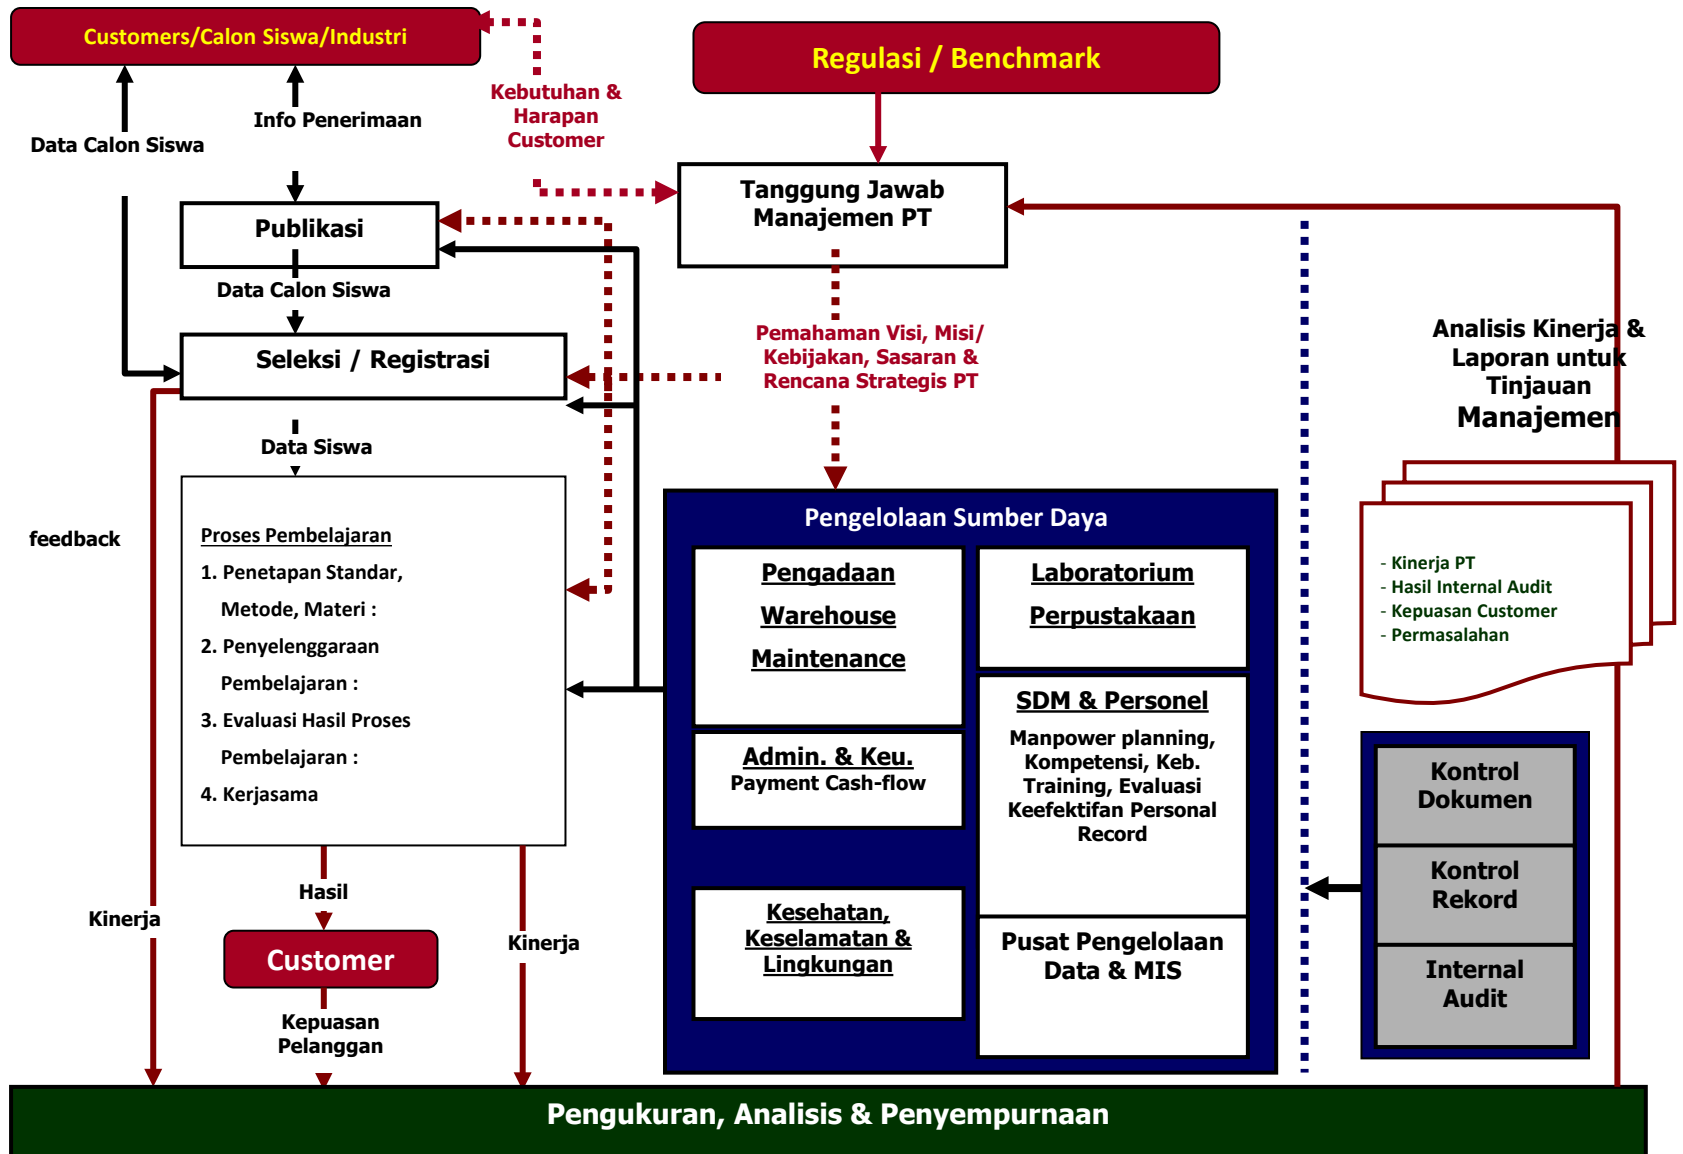 Customers/Calon Siswa/Industri
Regulasi / Benchmark
Kebutuhan &
Harapan
Customer
Info Penerimaan
Data Calon Siswa
Tanggung Jawab
Manajemen PT
Publikasi
Data Calon Siswa
Pemahaman Visi, Misi/
Kebijakan, Sasaran &
Rencana Strategis PT
Seleksi / Registrasi
Analisis Kinerja &
Laporan untuk
Tinjauan
Manajemen
Data Siswa
feedback
Proses Pembelajaran
1. Penetapan Standar,
Metode, Materi :
2. Penyelenggaraan
Pembelajaran :
3. Evaluasi Hasil Proses
Pembelajaran :
4. Kerjasama
Pengelolaan Sumber Daya
Pengadaan
Warehouse
Maintenance
Laboratorium
Perpustakaan
Admin. & Keu.
Payment Cash-flow
SDM & Personel
Manpower planning,
Kompetensi, Keb.
Training, Evaluasi
Keefektifan Personal
Record
Kesehatan,
Keselamatan &
Lingkungan
Pusat Pengelolaan
Data & MIS
- Kinerja PT
- Hasil Internal Audit
- Kepuasan Customer
- Permasalahan
Kontrol
Dokumen
Kontrol
Rekord
Internal
Audit
Hasil
Kinerja
Kinerja
Customer
Kepuasan
Pelanggan
Pengukuran, Analisis & Penyempurnaan